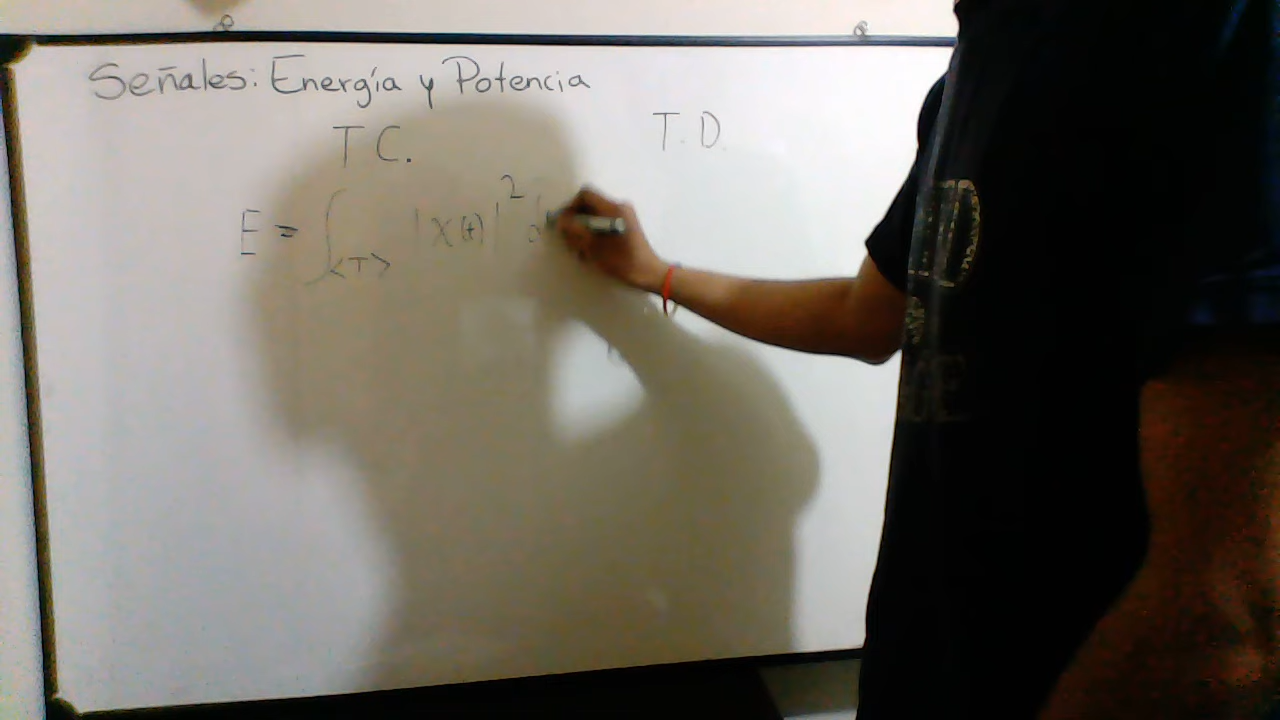 Señales: Energía y Potencia
T C.
T. D.
E = ∫<T> |x(t)|² d